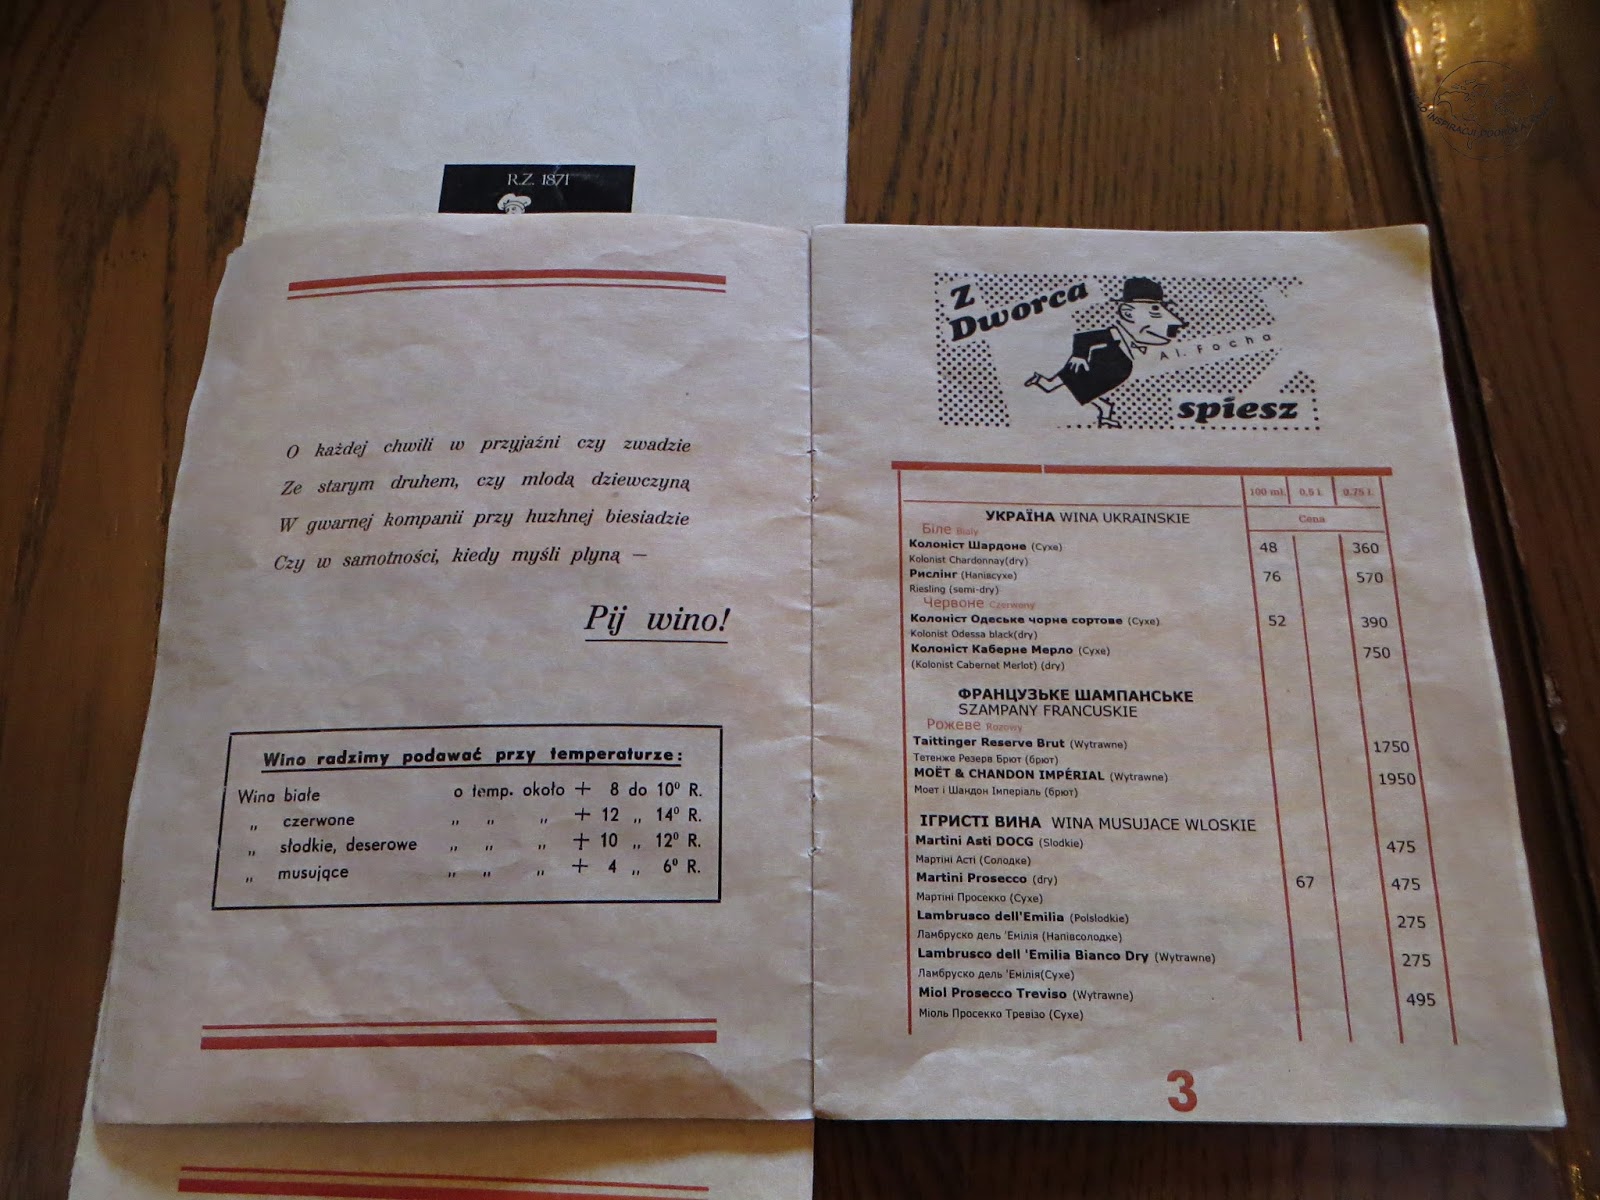 R.Z. 1871
O każdej chwili w przyjaźni czy zwadzie
Ze starym druhem, czy mlodą dziewczyną
W gwarnej kompanii przy huzhnej biesiadzie
Czy w samotności, kiedy myśli plyną —
Pij wino!
Wino radzimy podawać przy temperaturze:
Wina białe o temp. około + 8 do 10⁰ R.
„ czerwone „ „ „ + 12 „ 14⁰ R.
„ słodkie, deserowe „ „ „ + 10 „ 12⁰ R.
„ musujące „ „ „ + 4 „ 6⁰ R.
Z
Dworca
Al. Focha
spiesz
100 ml. 0,5 l. 0.75 l.
Cena
УКРАЇНА WINA UKRAINSKIE
Біле Biały
Колоніст Шардоне (Сухе) 48 360
Kolonist Chardonnay(dry)
Рислінг (Напівсухе) 76 570
Riesling (semi-dry)
Червоне Czerwony
Колоніст Одеське чорне сортове (Сухе) 52 390
Kolonist Odessa black(dry)
Колоніст Каберне Мерло (Сухе) 750
(Kolonist Cabernet Merlot) (dry)
ФРАНЦУЗЬКЕ ШАМПАНСЬКЕ
SZAMPANY FRANCUSKIE
Рожеве Rozowy
Taittinger Reserve Brut (Wytrawne) 1750
Тетенже Резерв Брют (брют)
MOËT & CHANDON IMPÉRIAL (Wytrawne) 1950
Моет і Шандон Імперіаль (брют)
ІГРИСТІ ВИНА WINA MUSUJACE WLOSKIE
Martini Asti DOCG (Slodkie) 475
Мартіні Асті (Солодке)
Martini Prosecco (dry) 67 475
Мартіні Просекко (Сухе)
Lambrusco dell'Emilia (Polslodkie) 275
Ламбруско дель 'Емілія (Напівсолодке)
Lambrusco dell 'Emilia Bianco Dry (Wytrawne) 275
Ламбруско дель 'Емілія(Сухе)
Miol Prosecco Treviso (Wytrawne) 495
Міоль Просекко Тревізо (Сухе)
3